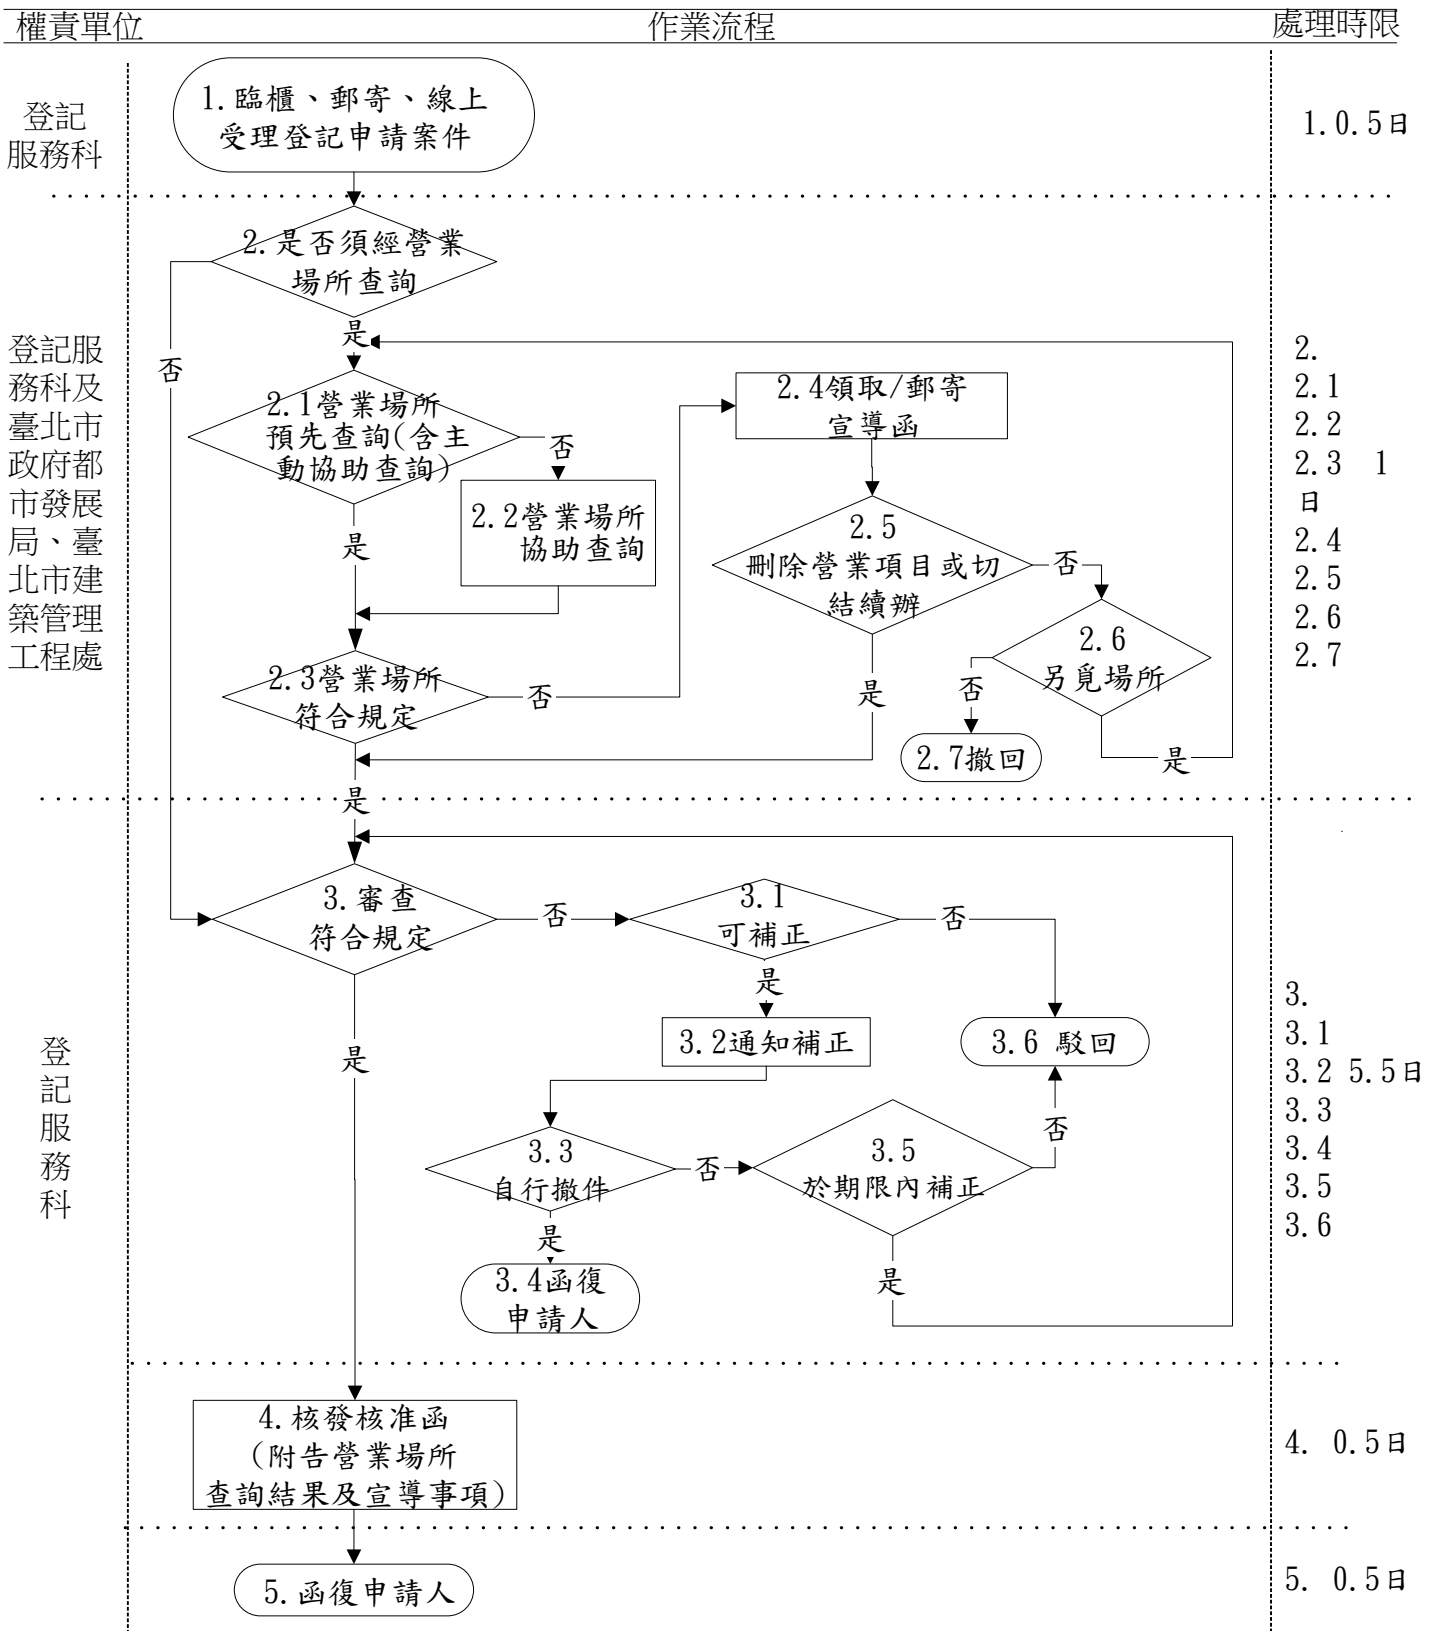 權責單位 作業流程 處理時限
登記
服務科
1.臨櫃、郵寄、線上
受理登記申請案件
1.0.5日
2.是否須經營業
場所查詢
是
否
登記服
務科及
臺北市
政府都
市發展
局、臺
北市建
築管理
工程處
2.1營業場所
預先查詢(含主
動協助查詢)
否
是
2.2營業場所
協助查詢
2.3營業場所
符合規定
否
是
2.4領取/郵寄
宣導函
2.5
刪除營業項目或切
結續辦
否
是
2.6
另覓場所
否
是
2.7撤回
2.
2.1
2.2
2.3 1
日
2.4
2.5
2.6
2.7
登
記
服
務
科
3.審查
符合規定
否
是
3.1
可補正
否
是
3.2通知補正
3.6 駁回
3.3
自行撤件
否
是
3.5
於期限內補正
否
是
3.4函復
申請人
3.
3.1
3.2 5.5日
3.3
3.4
3.5
3.6
4.核發核准函
(附告營業場所
查詢結果及宣導事項)
4. 0.5日
5.函復申請人
5. 0.5日